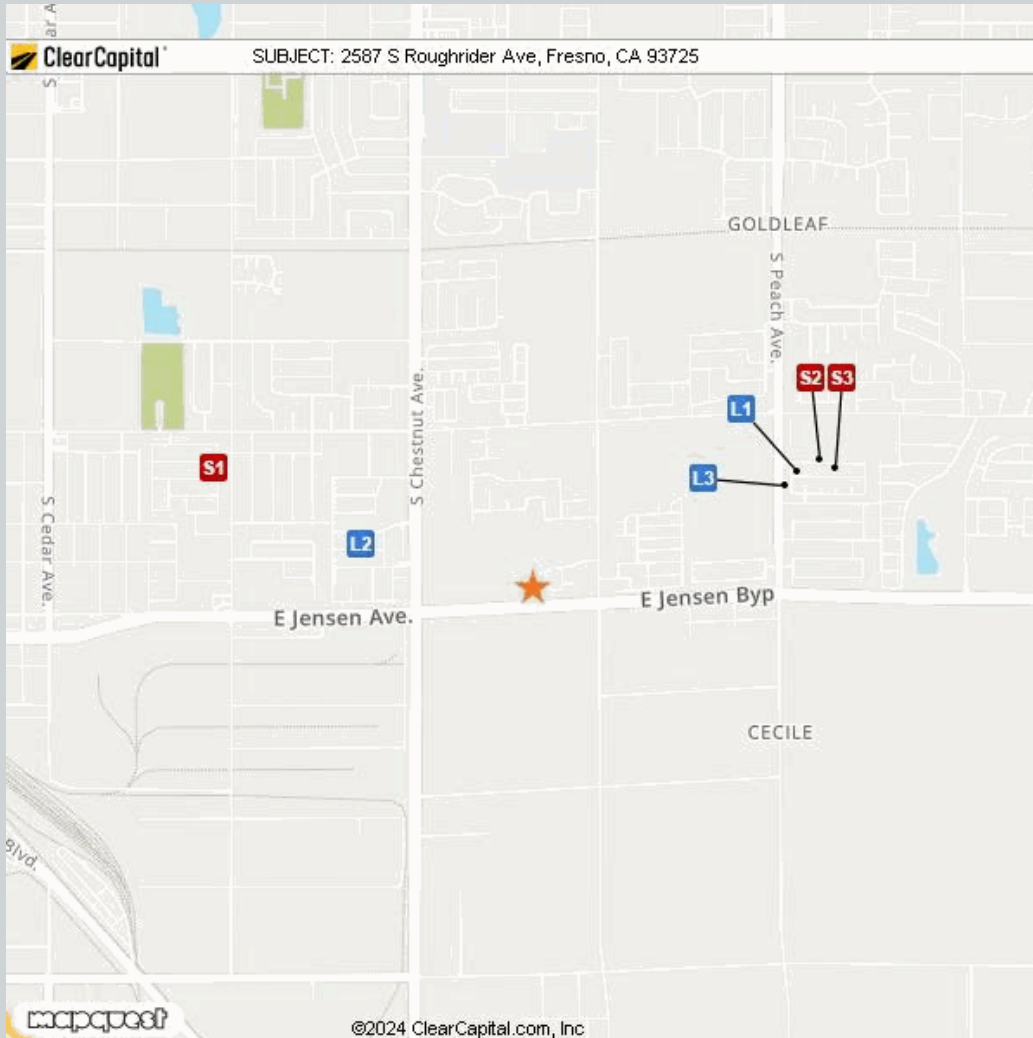 S
ar A
ClearCapital
SUBJECT: 2587 S Roughrider Ave, Fresno, CA 93725
GOLDLEAF
S Peach Ave.
S2
S3
L1
S Chestnut Ave.
S1
L3
S Cedar Ave.
L2
E Jensen Byp
E Jensen Ave.
CECILE
Blvd.
mapquest
©2024 ClearCapital.com, Inc